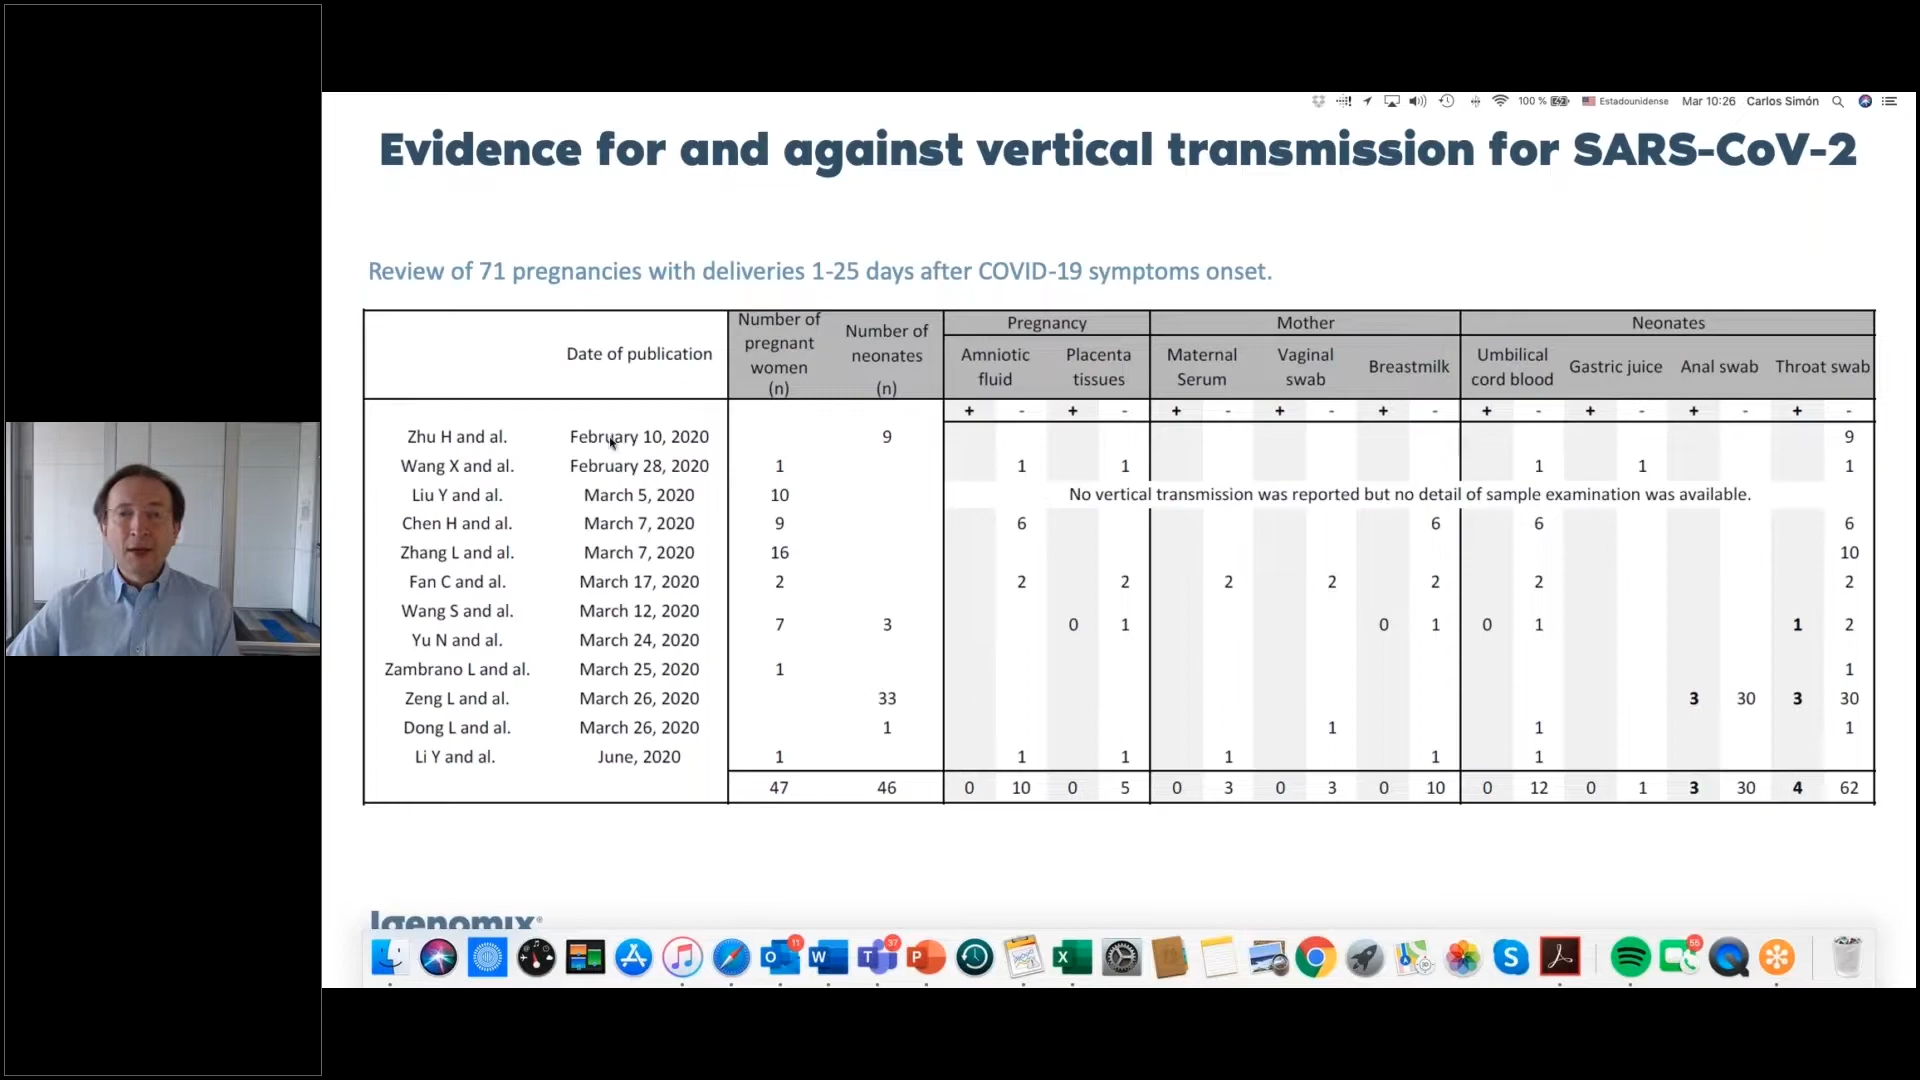 100 % Estadounidense Mar 10:26 Carlos Simón
Evidence for and against vertical transmission for SARS-CoV-2
Review of 71 pregnancies with deliveries 1-25 days after COVID-19 symptoms onset.
Date of publication Number of pregnant women (n) Number of neonates (n) Pregnancy Mother Neonates
Amniotic fluid Placenta tissues Maternal Serum Vaginal swab Breastmilk Umbilical cord blood Gastric juice Anal swab Throat swab
+ - + - + - + - + - + - + - + - + -
Zhu H and al. February 10, 2020 9 9
Wang X and al. February 28, 2020 1 1 1 1 1 1
Liu Y and al. March 5, 2020 10 No vertical transmission was reported but no detail of sample examination was available.
Chen H and al. March 7, 2020 9 6 6 6 6
Zhang L and al. March 7, 2020 16 10
Fan C and al. March 17, 2020 2 2 2 2 2 2 2 2
Wang S and al. March 12, 2020
7 3 0 1 0 1 0 1 1 2
Yu N and al. March 24, 2020
Zambrano L and al. March 25, 2020 1 1
Zeng L and al. March 26, 2020 33 3 30 3 30
Dong L and al. March 26, 2020 1 1 1 1
Li Y and al. June, 2020 1 1 1 1 1 1
47 46 0 10 0 5 0 3 0 3 0 10 0 12 0 1 3 30 4 62
Igenomix
11 37 55